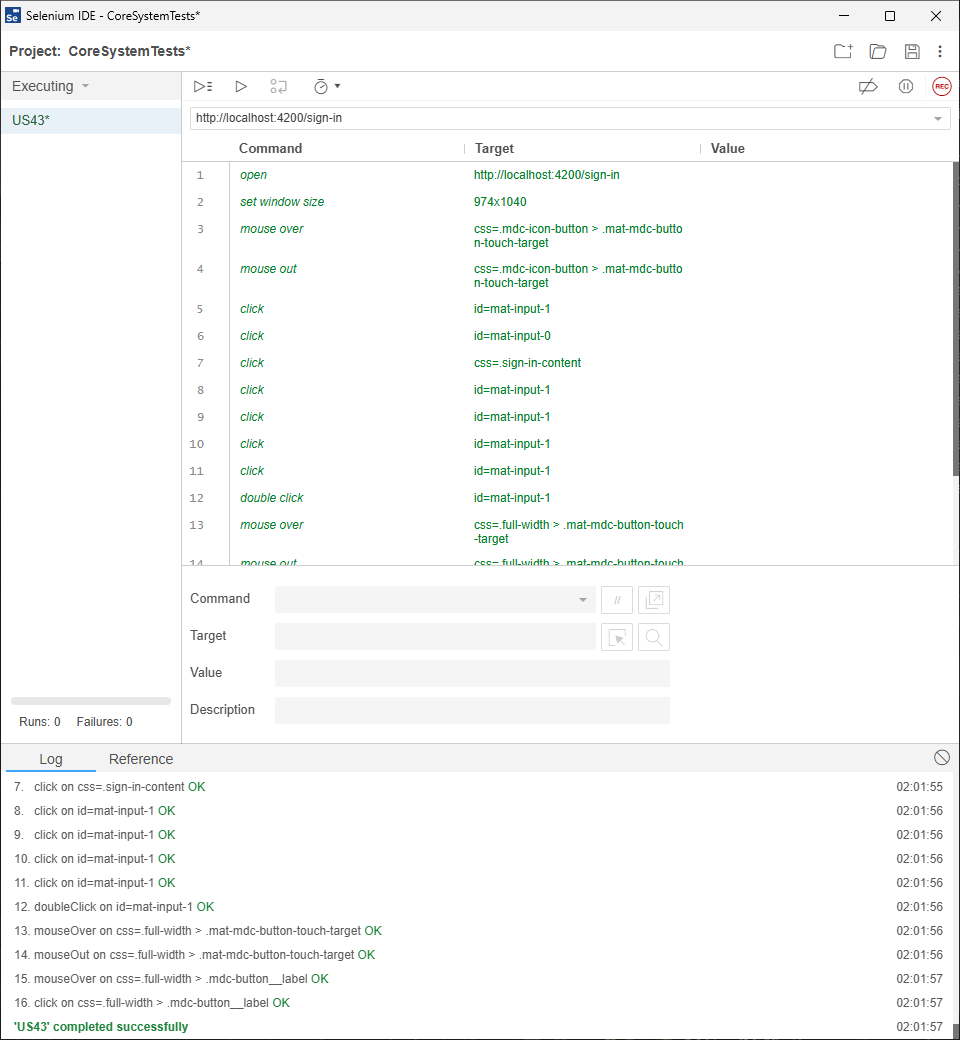 Se Selenium IDE - CoreSystemTests*
Project: CoreSystemTests*
Executing
REC
US43*
http://localhost:4200/sign-in
Command Target Value
1 open http://localhost:4200/sign-in
2 set window size 974x1040
3 mouse over css=.mdc-icon-button > .mat-mdc-butto
n-touch-target
4 mouse out css=.mdc-icon-button > .mat-mdc-butto
n-touch-target
5 click id=mat-input-1
6 click id=mat-input-0
7 click css=.sign-in-content
8 click id=mat-input-1
9 click id=mat-input-1
10 click id=mat-input-1
11 click id=mat-input-1
12 double click id=mat-input-1
13 mouse over css=.full-width > .mat-mdc-button-touch
-target
14 mouse out css=.full-width > .mat-mdc-button-touch
Command //
Target
Value
Description
Runs: 0 Failures: 0
Log Reference
7. click on css=.sign-in-content OK 02:01:55
8. click on id=mat-input-1 OK 02:01:56
9. click on id=mat-input-1 OK 02:01:56
10. click on id=mat-input-1 OK 02:01:56
11. click on id=mat-input-1 OK 02:01:56
12. doubleClick on id=mat-input-1 OK 02:01:56
13. mouseOver on css=.full-width > .mat-mdc-button-touch-target OK 02:01:56
14. mouseOut on css=.full-width > .mat-mdc-button-touch-target OK 02:01:56
15. mouseOver on css=.full-width > .mdc-button__label OK 02:01:57
16. click on css=.full-width > .mdc-button__label OK 02:01:57
'US43' completed successfully 02:01:57